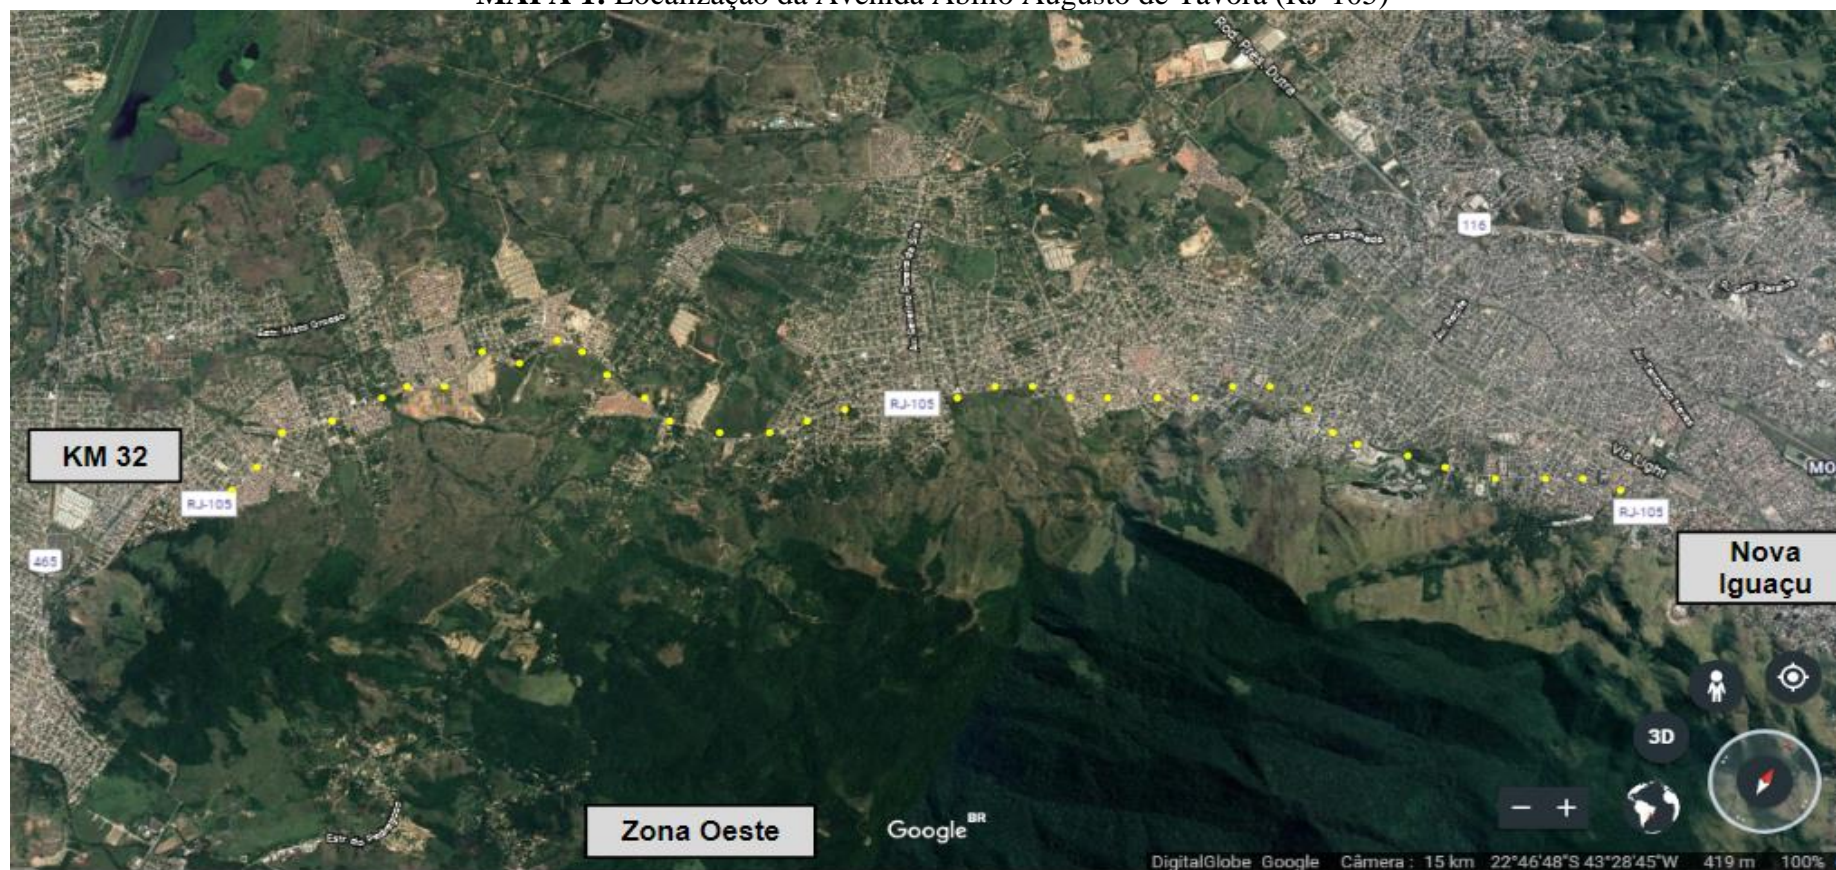 MAPA 1: Localização da Avenida Abílio Augusto de Távora (RJ-105)
Rod. Pres. Dutra
116
Estr. Mato Grosso
RJ-105
Via Light
KM 32
MO
RJ-105
RJ-105
465
Nova
Iguaçu
3D
Zona Oeste
Google BR
DigitalGlobe Google Câmera : 15 km 22°46'48"S 43°28'45"W 419 m 100%